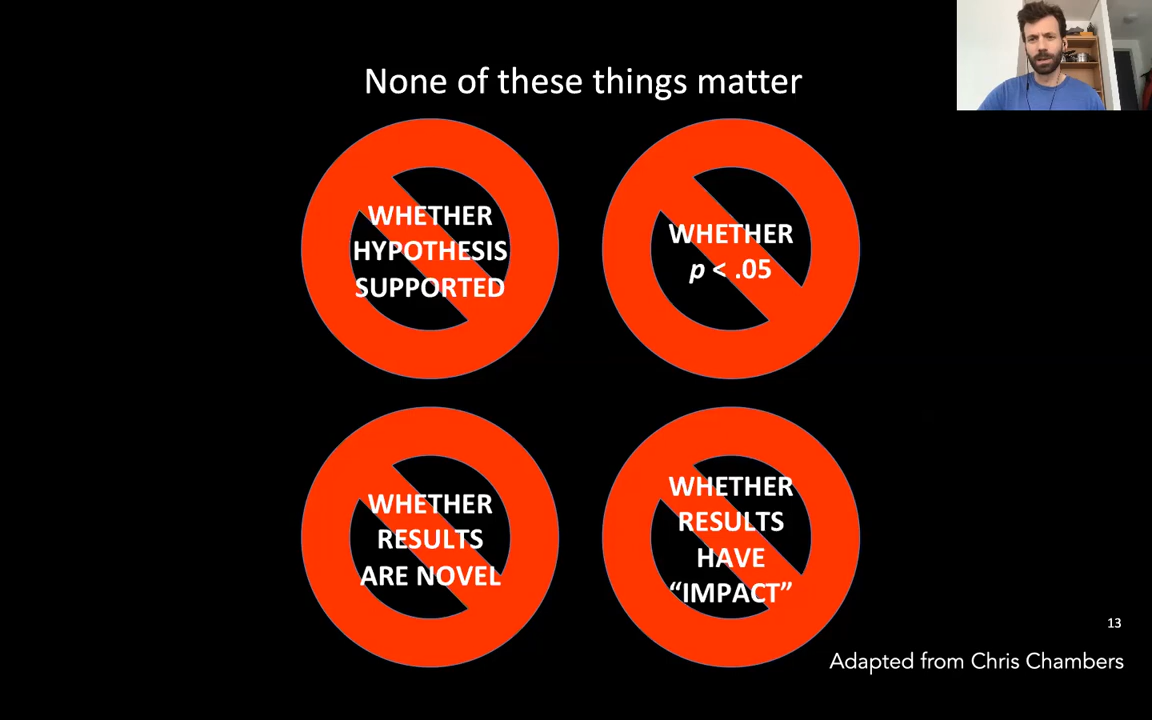 None of these things matter
WHETHER
HYPOTHESIS
SUPPORTED
WHETHER
p < .05
WHETHER
RESULTS
ARE NOVEL
WHETHER
RESULTS
HAVE
“IMPACT”
13
Adapted from Chris Chambers